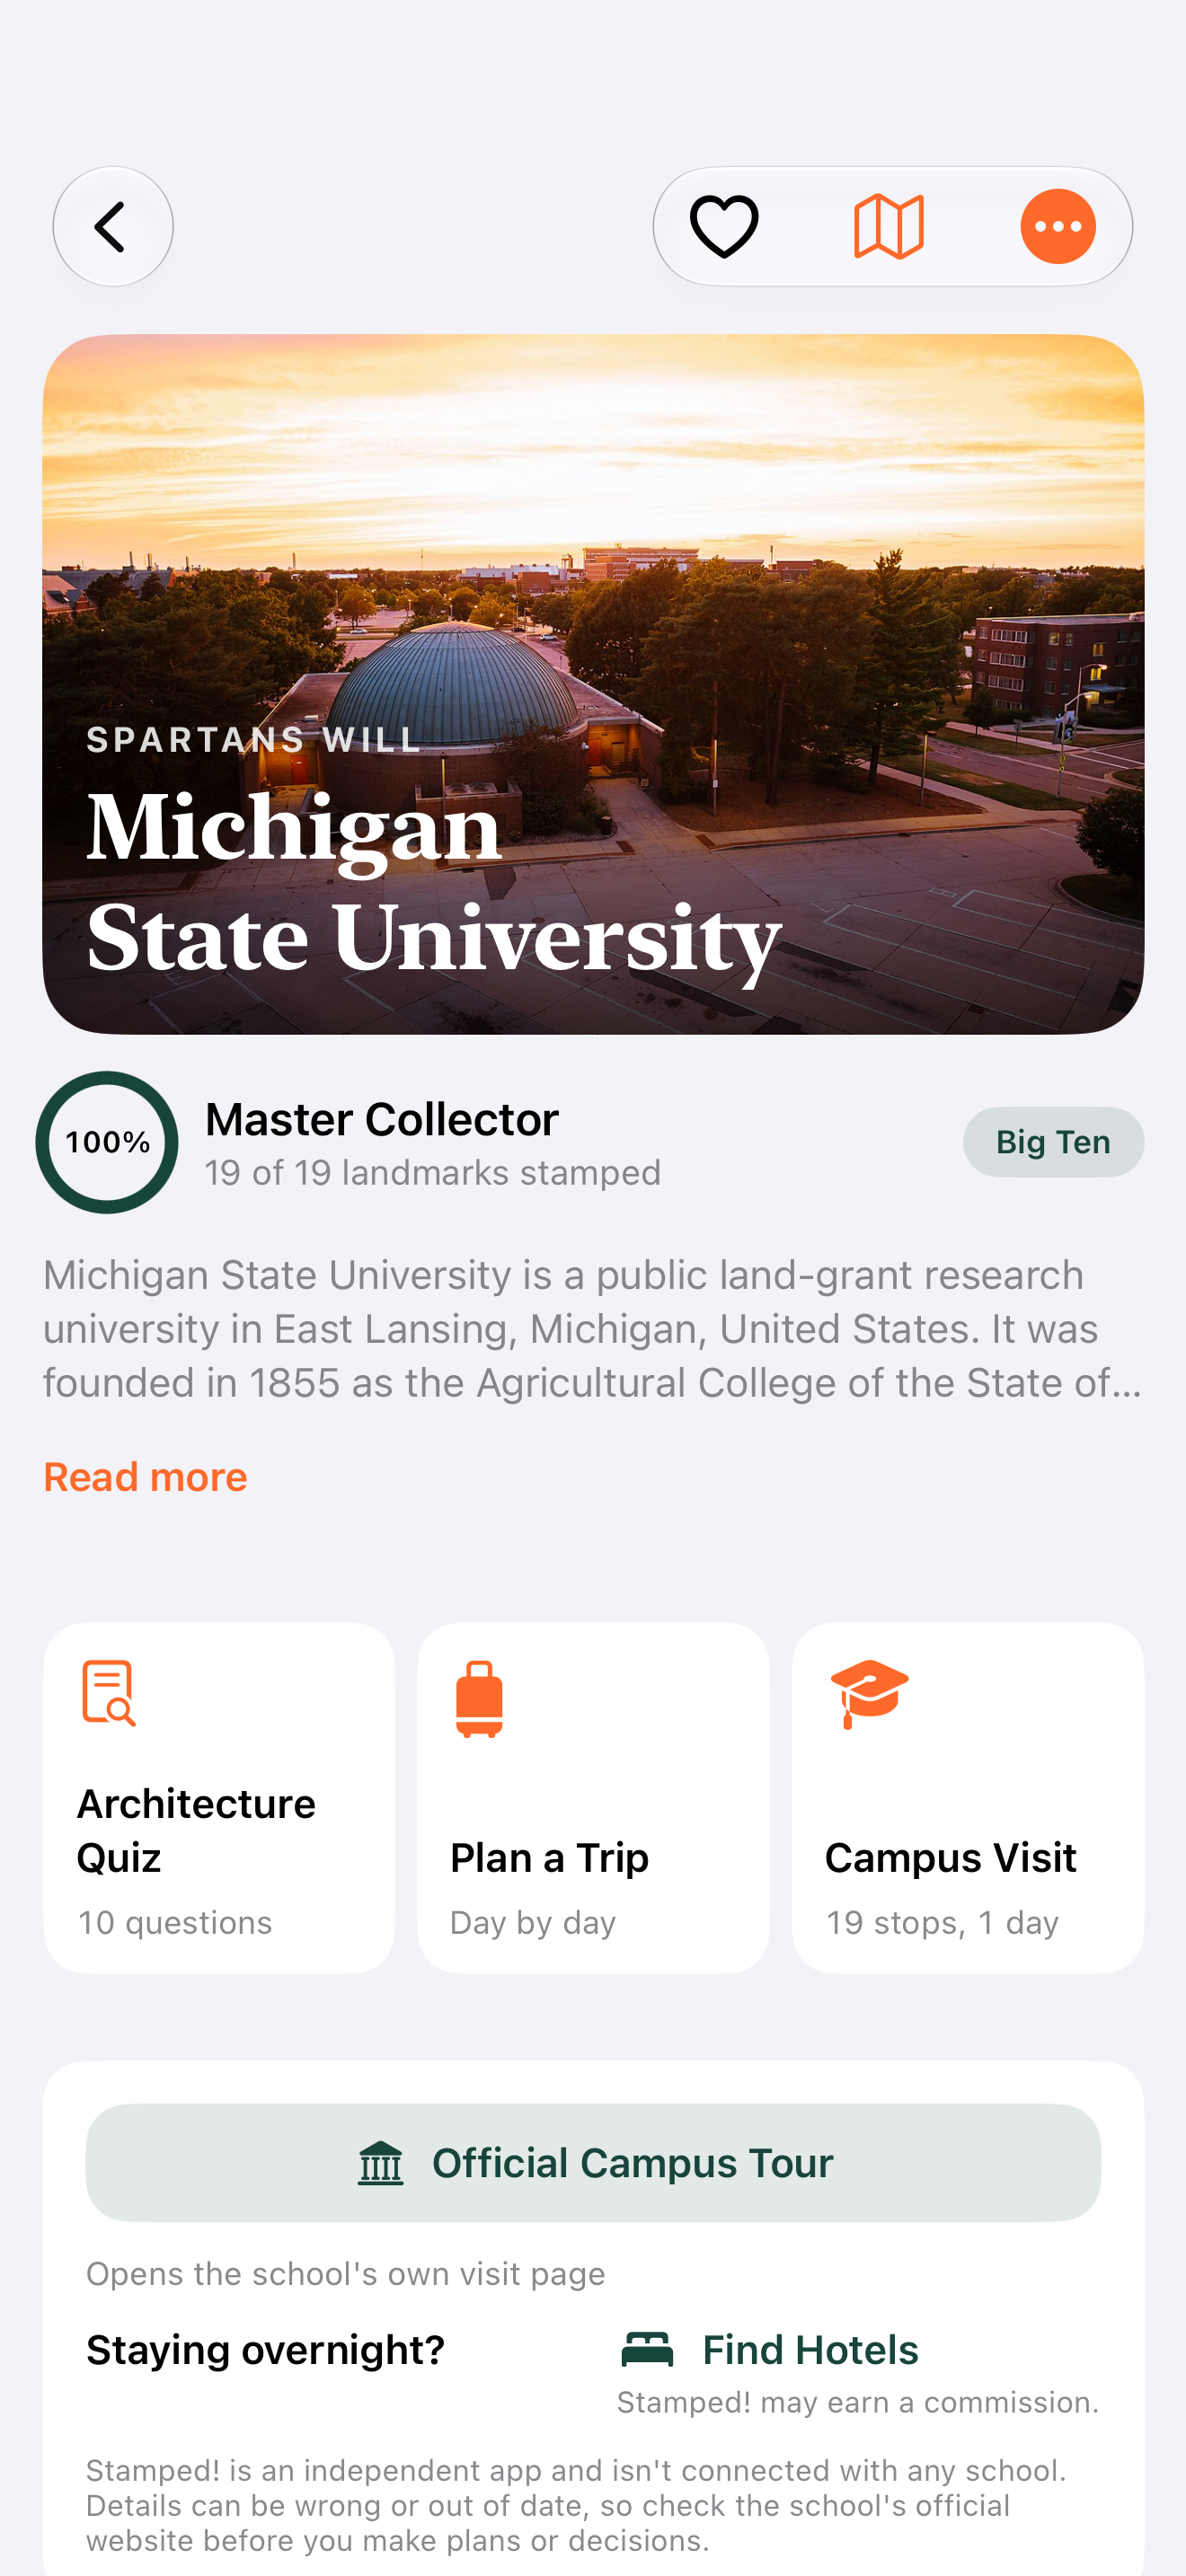 SPARTANS WILL
Michigan
State University
100%
Master Collector
19 of 19 landmarks stamped
Big Ten
Michigan State University is a public land-grant research
university in East Lansing, Michigan, United States. It was
founded in 1855 as the Agricultural College of the State of...
Read more
Architecture
Quiz
10 questions
Plan a Trip
Day by day
Campus Visit
19 stops, 1 day
Official Campus Tour
Opens the school's own visit page
Staying overnight?
Find Hotels
Stamped! may earn a commission.
Stamped! is an independent app and isn't connected with any school.
Details can be wrong or out of date, so check the school's official
website before you make plans or decisions.